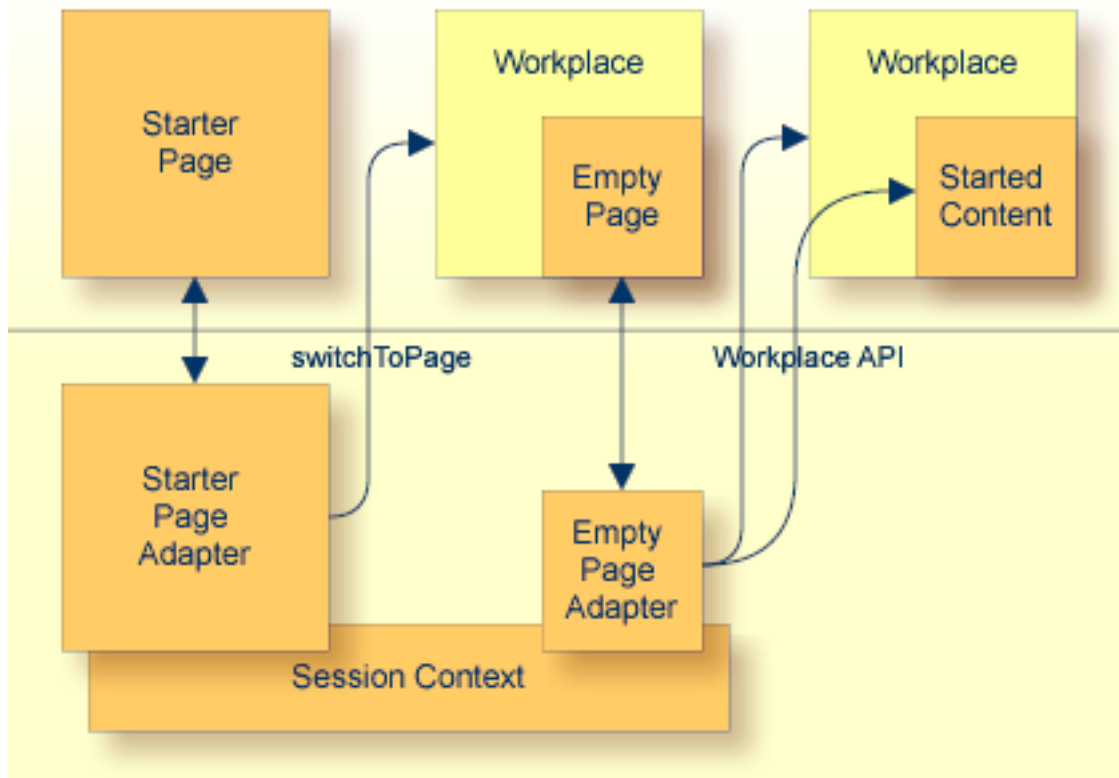 Starter
Page
Workplace
Empty
Page
Workplace
Started
Content
switchToPage
Workplace API
Starter
Page
Adapter
Empty
Page
Adapter
Session Context